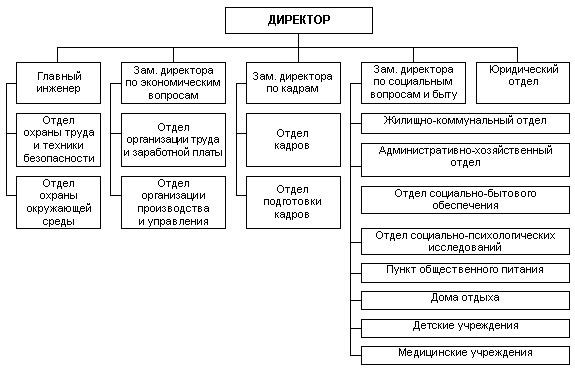 ДИРЕКТОР
Главный
инженер
Зам. директора
по экономическим
вопросам
Зам. директора
по кадрам
Зам. директора
по социальным
вопросам и быту
Юридический
отдел
Отдел
охраны труда
и техники
безопасности
Отдел
охраны
окружающей
среды
Отдел
организации труда
и заработной платы
Отдел
организации
производства
и управления
Отдел
кадров
Отдел
подготовки
кадров
Жилищно-коммунальный отдел
Административно-хозяйственный
отдел
Отдел социально-бытового
обеспечения
Отдел социально-психологических
исследований
Пункт общественного питания
Дома отдыха
Детские учреждения
Медицинские учреждения